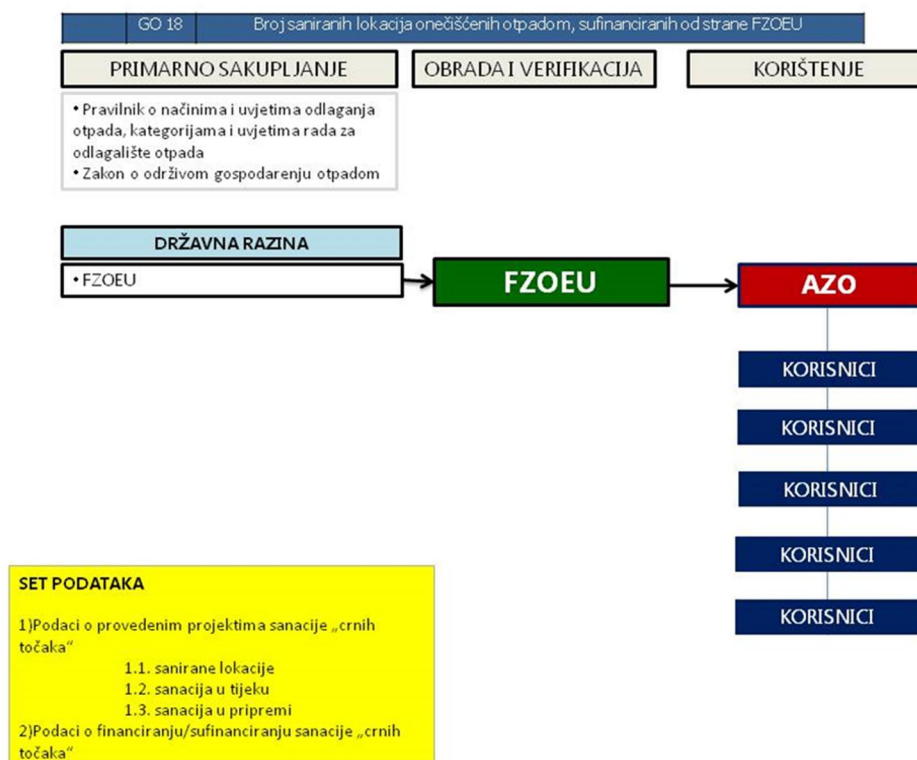 GO 18 Broj saniranih lokacija onečišćenih otpadom, sufinanciranih od strane FZOEU
PRIMARNO SAKUPLJANJE
OBRADA I VERIFIKACIJA
KORIŠTENJE
• Pravilnik o načinima i uvjetima odlaganja
otpada, kategorijama i uvjetima rada za
odlagalište otpada
• Zakon o održivom gospodarenju otpadom
DRŽAVNA RAZINA
• FZOEU
FZOEU
AZO
KORISNICI
KORISNICI
KORISNICI
KORISNICI
KORISNICI
SET PODATAKA
1)Podaci o provedenim projektima sanacije „crnih
točaka“
1.1. sanirane lokacije
1.2. sanacija u tijeku
1.3. sanacija u pripremi
2)Podaci o financiranju/sufinanciranju sanacije „crnih
točaka“